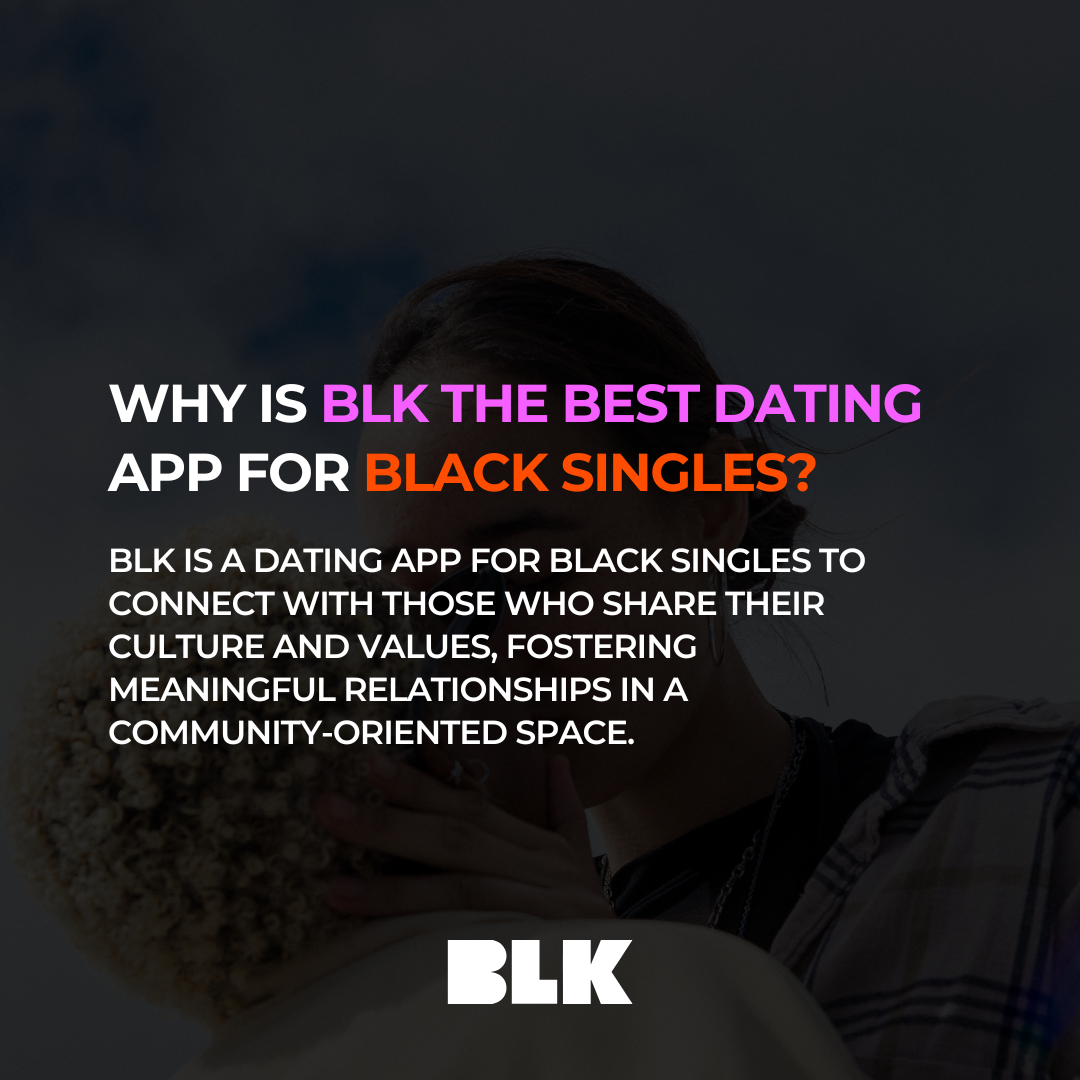 WHY IS BLK THE BEST DATING
APP FOR BLACK SINGLES?
BLK IS A DATING APP FOR BLACK SINGLES TO
CONNECT WITH THOSE WHO SHARE THEIR
CULTURE AND VALUES, FOSTERING
MEANINGFUL RELATIONSHIPS IN A
COMMUNITY-ORIENTED SPACE.
BLK